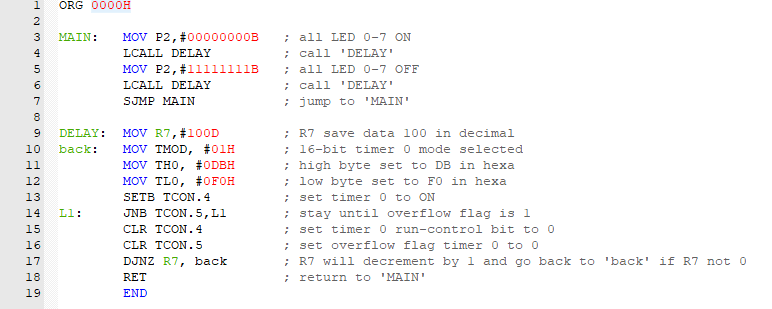 1 ORG 0000H
2
3 MAIN: MOV P2,#00000000B ; all LED 0-7 ON
4 LCALL DELAY ; call 'DELAY'
5 MOV P2,#11111111B ; all LED 0-7 OFF
6 LCALL DELAY ; call 'DELAY'
7 SJMP MAIN ; jump to 'MAIN'
8
9 DELAY: MOV R7,#100D ; R7 save data 100 in decimal
10 back: MOV TMOD, #01H ; 16-bit timer 0 mode selected
11 MOV TH0, #0DBH ; high byte set to DB in hexa
12 MOV TL0, #0F0H ; low byte set to F0 in hexa
13 SETB TCON.4 ; set timer 0 to ON
14 L1: JNB TCON.5,L1 ; stay until overflow flag is 1
15 CLR TCON.4 ; set timer 0 run-control bit to 0
16 CLR TCON.5 ; set overflow flag timer 0 to 0
17 DJNZ R7, back ; R7 will decrement by 1 and go back to 'back' if R7 not 0
18 RET ; return to 'MAIN'
19 END